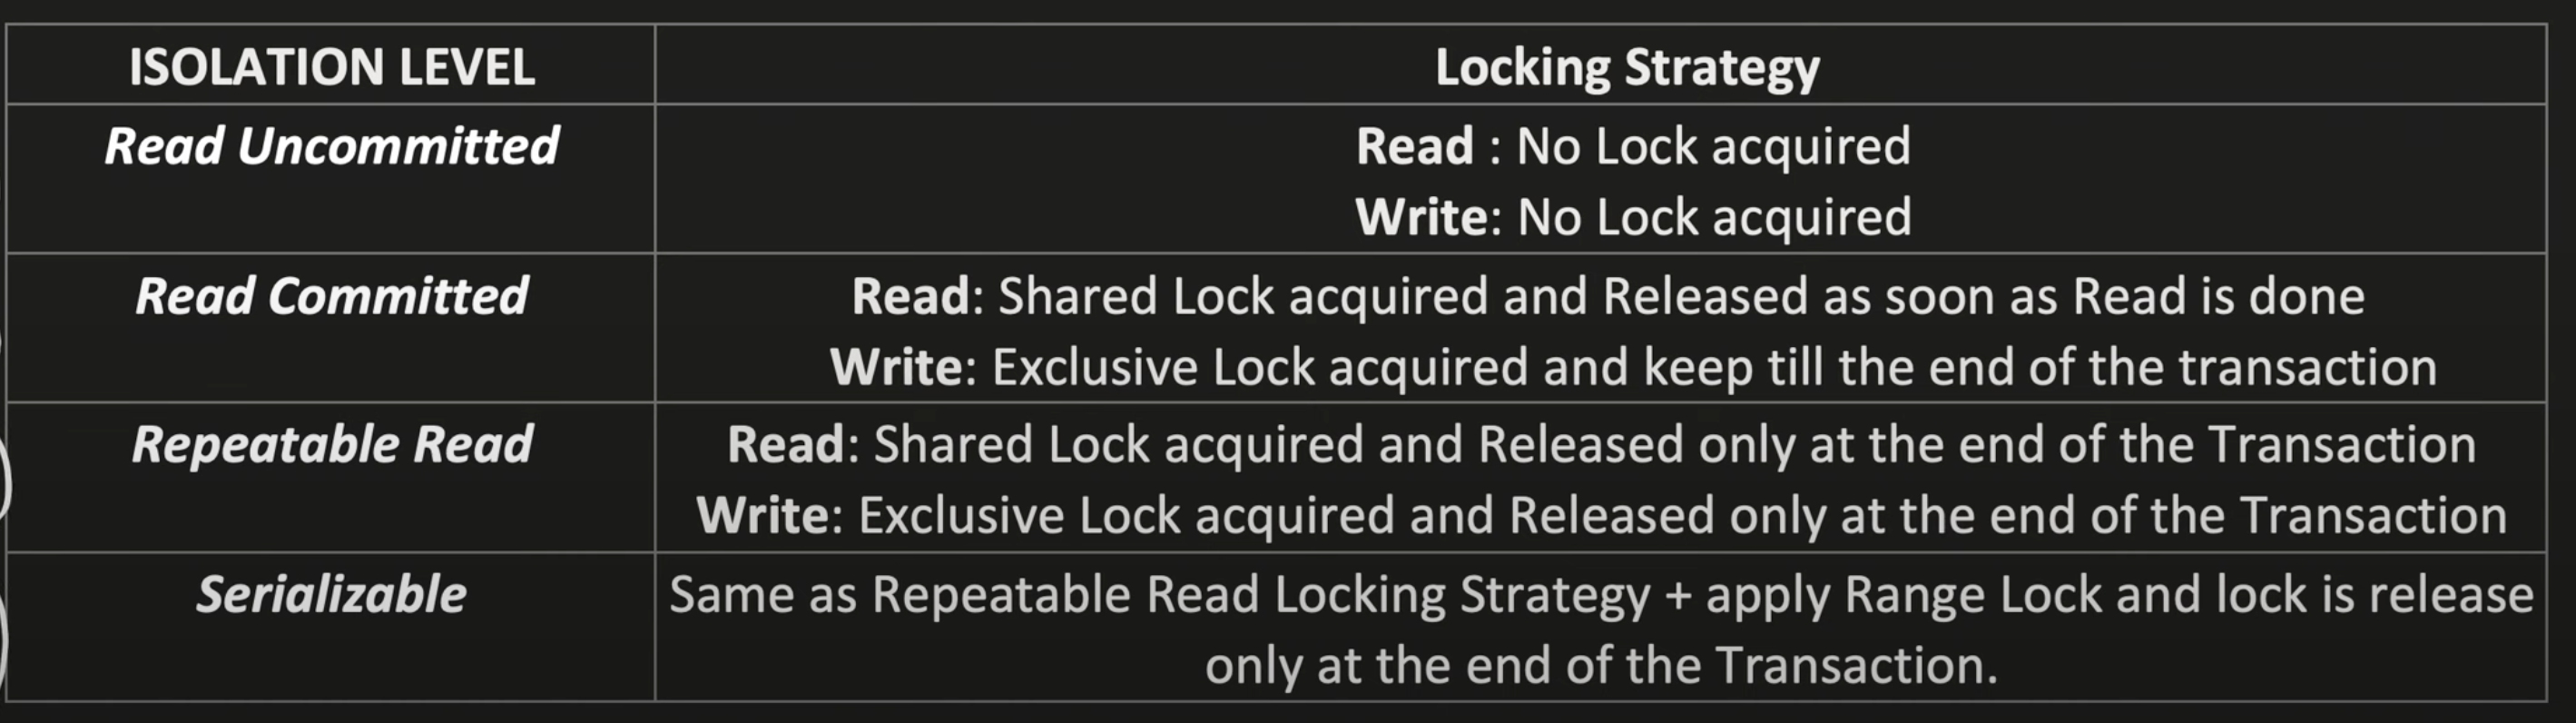 ISOLATION LEVEL
Locking Strategy
Read Uncommitted
Read : No Lock acquired
Write: No Lock acquired
Read Committed
Read: Shared Lock acquired and Released as soon as Read is done
Write: Exclusive Lock acquired and keep till the end of the transaction
Repeatable Read
Read: Shared Lock acquired and Released only at the end of the Transaction
Write: Exclusive Lock acquired and Released only at the end of the Transaction
Serializable
Same as Repeatable Read Locking Strategy + apply Range Lock and lock is release
only at the end of the Transaction.